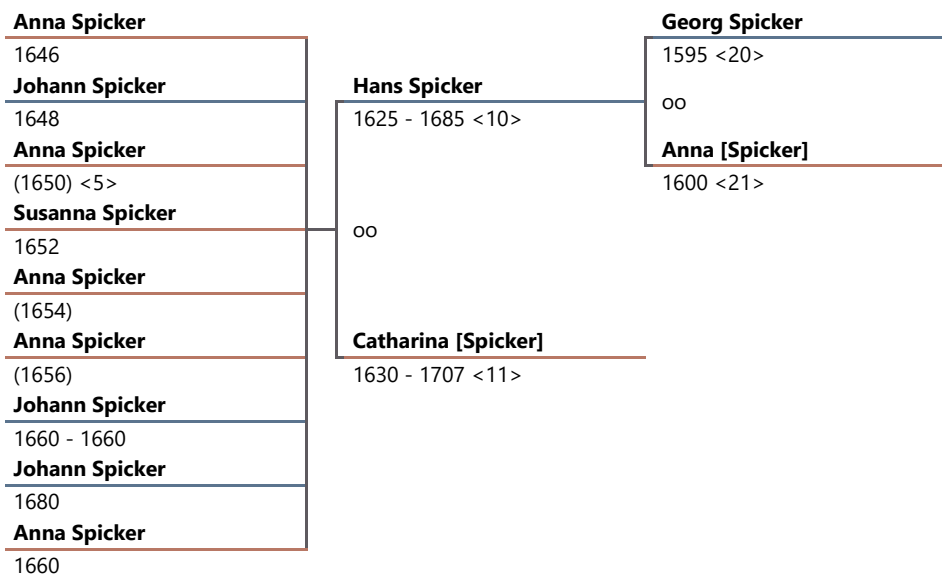 Anna Spicker
1646
Johann Spicker
1648
Anna Spicker
(1650) <5>
Susanna Spicker
1652
Anna Spicker
(1654)
Anna Spicker
(1656)
Johann Spicker
1660 - 1660
Johann Spicker
1680
Anna Spicker
1660
Hans Spicker
1625 - 1685 <10>
oo
Catharina [Spicker]
1630 - 1707 <11>
Georg Spicker
1595 <20>
oo
Anna [Spicker]
1600 <21>